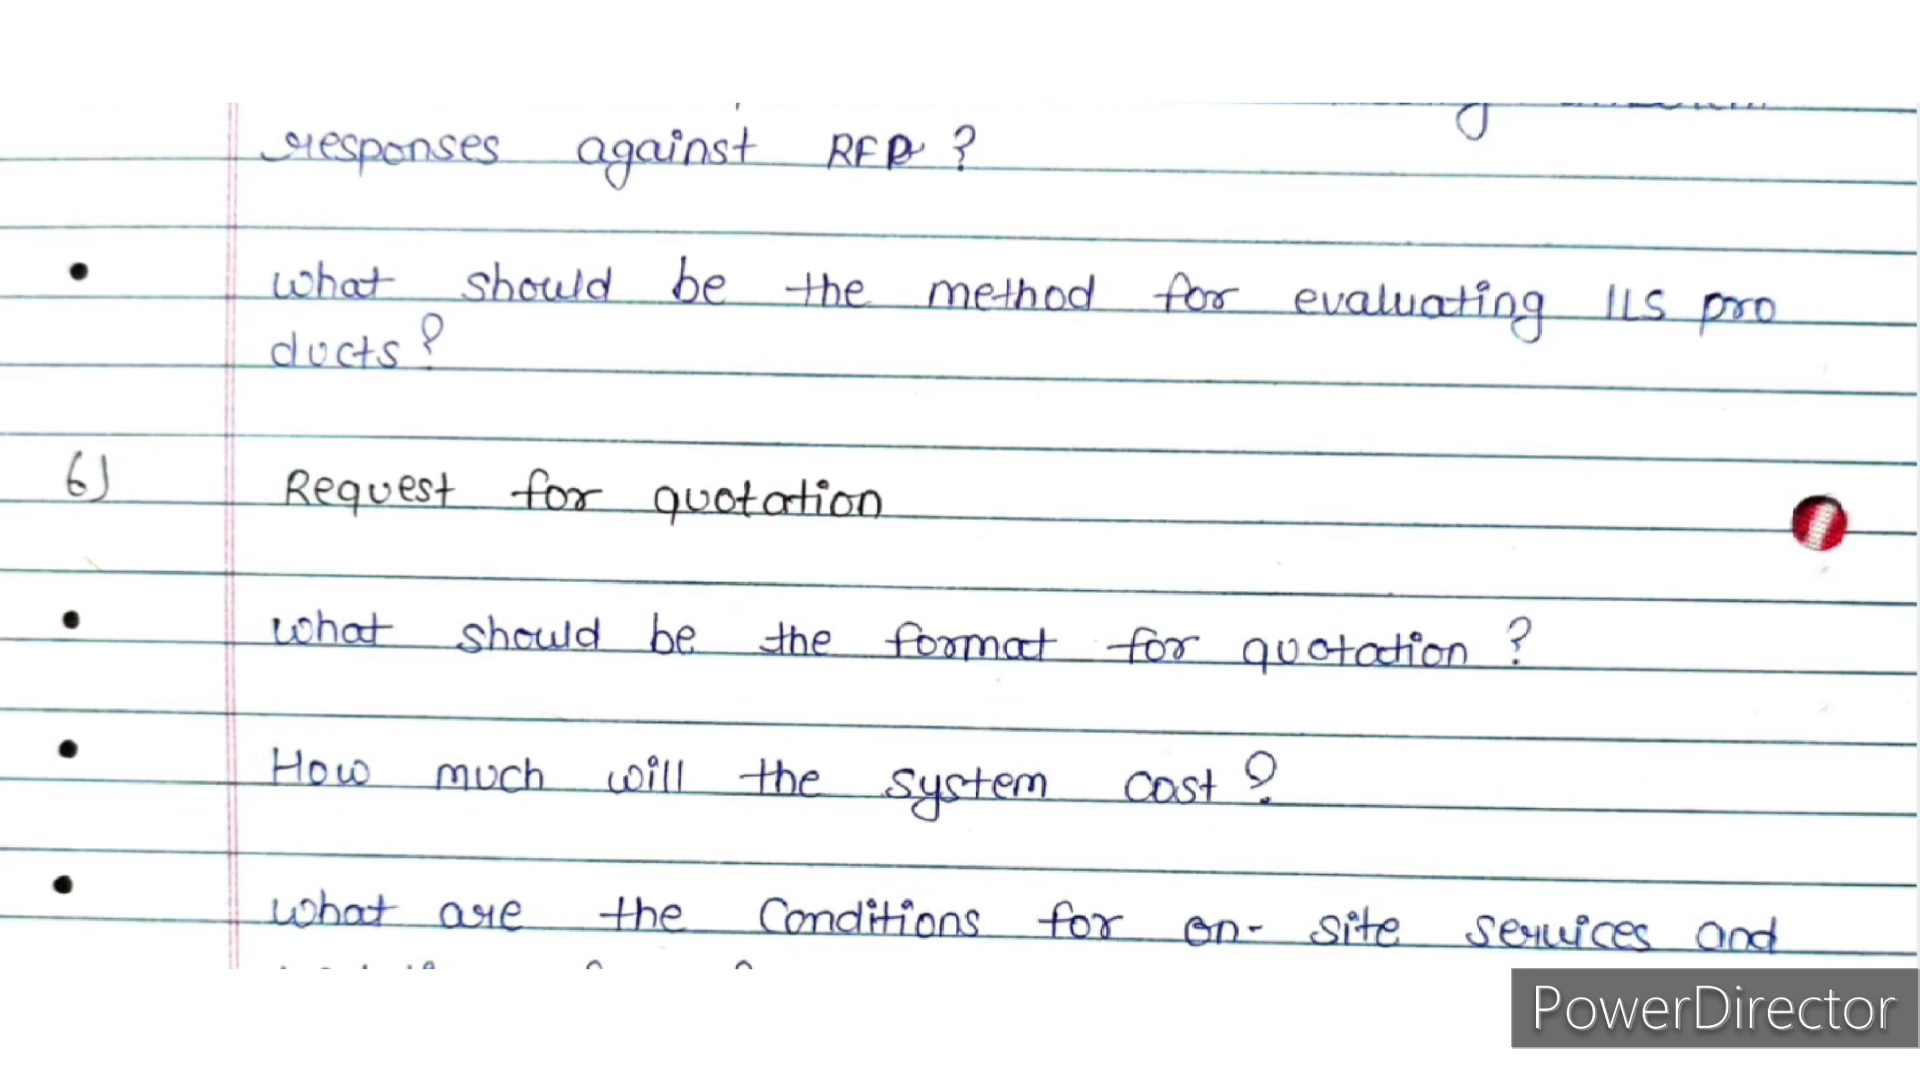 responses against RFP ?
• what should be the method for evaluating ILS pro
ducts ?
6) Request for quotation
• what should be the format for quotation ?
• How much will the system cost ?
• what are the Conditions for on- site services and
PowerDirector